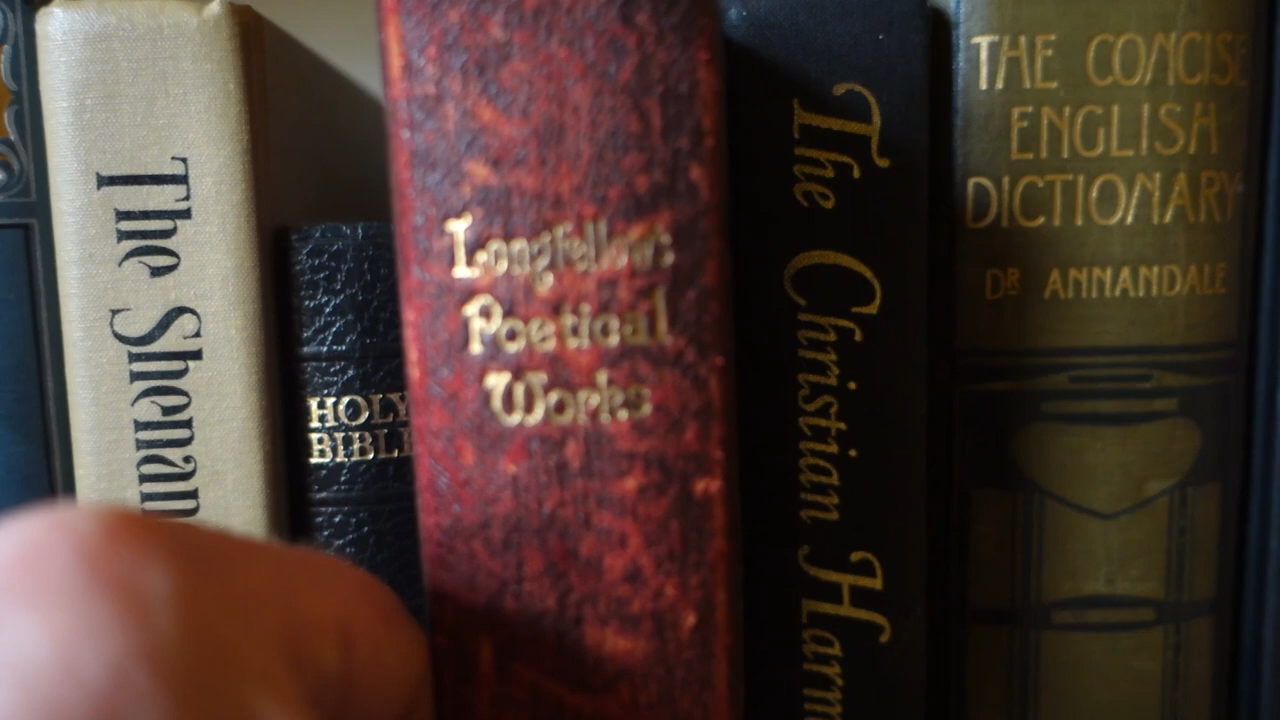 The Shenan
HOLY
BIBLE
Longfellow:
Poetical
Works
The Christian Harm
THE CONCISE
ENGLISH
DICTIONARY
DR ANNANDALE